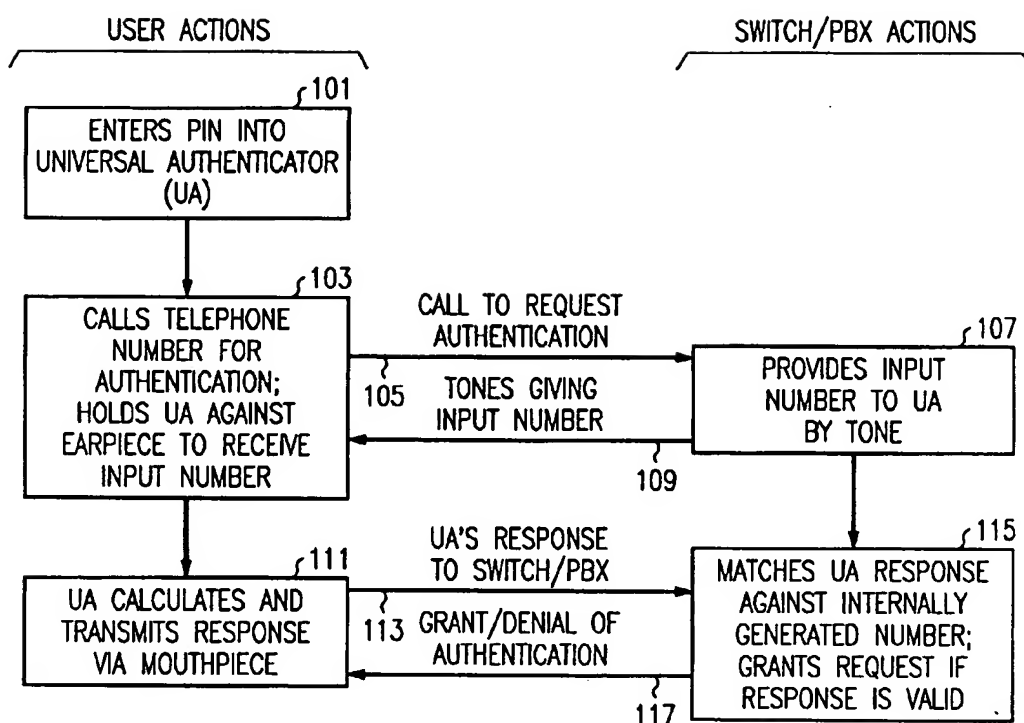 USER ACTIONS
SWITCH/PBX ACTIONS
101
ENTERS PIN INTO
UNIVERSAL AUTHENTICATOR
(UA)
103
CALLS TELEPHONE
NUMBER FOR
AUTHENTICATION;
HOLDS UA AGAINST
EARPIECE TO RECEIVE
INPUT NUMBER
CALL TO REQUEST
AUTHENTICATION
105
TONES GIVING
INPUT NUMBER
109
107
PROVIDES INPUT
NUMBER TO UA
BY TONE
111
UA CALCULATES AND
TRANSMITS RESPONSE
VIA MOUTHPIECE
UA'S RESPONSE
TO SWITCH/PBX
113
GRANT/DENIAL OF
AUTHENTICATION
117
115
MATCHES UA RESPONSE
AGAINST INTERNALLY
GENERATED NUMBER;
GRANTS REQUEST IF
RESPONSE IS VALID